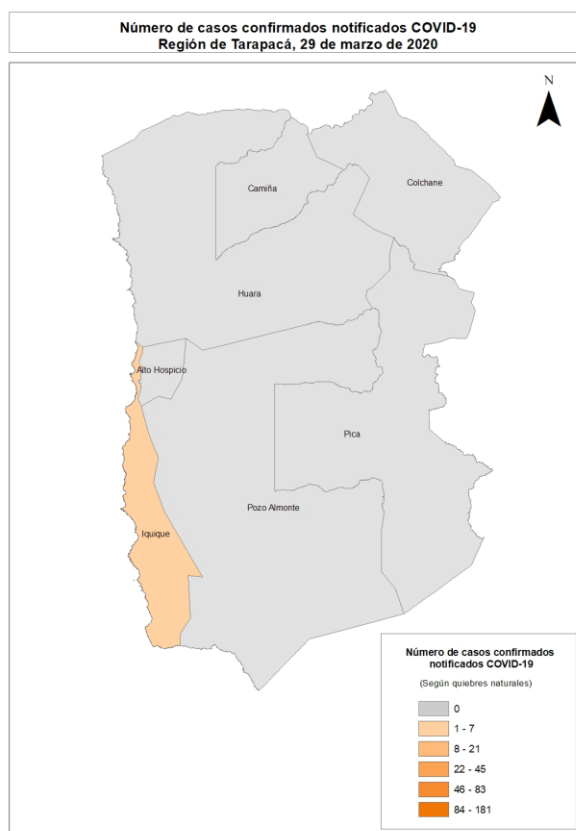 Número de casos confirmados notificados COVID-19
Región de Tarapacá, 29 de marzo de 2020
N
Camiña
Colchane
Huara
Alto Hospicio
Pica
Pozo Almonte
Iquique
Número de casos confirmados
notificados COVID-19
(Según quiebres naturales)
0
1 - 7
8 - 21
22 - 45
46 - 83
84 - 181